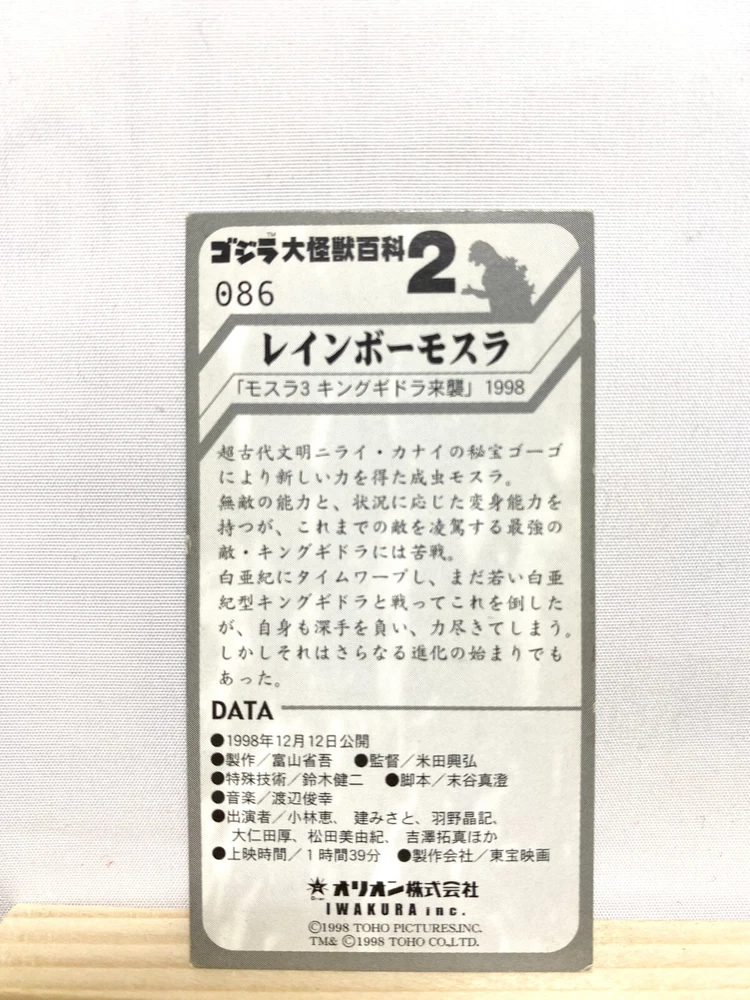 ゴジラ大怪獣百科2
TM
086
レインボーモスラ
「モスラ3 キングギドラ来襲」1998
超古代文明ニライ・カナイの秘宝ゴーゴ
により新しい力を得た成虫モスラ。
無敵の能力と、状況に応じた変身能力を
持つが、これまでの敵を凌駕する最強の
敵・キングギドラには苦戦。
白亜紀にタイムワープし、まだ若い白亜
紀型キングギドラと戦ってこれを倒した
が、自身も深手を負い、力尽きてしまう。
しかしそれはさらなる進化の始まりでも
あった。
DATA
●1998年12月12日公開
●製作／富山省吾 ●監督／米田興弘
●特殊技術／鈴木健二 ●脚本／末谷真澄
●音楽／渡辺俊幸
●出演者／小林恵、建みさと、羽野晶記、
大仁田厚、松田美由紀、吉澤拓真ほか
●上映時間／1時間39分 ●製作会社／東宝映画
オリオン株式会社
IWAKURA inc.
©1998 TOHO PICTURES,INC.
TM& ©1998 TOHO CO.,LTD.